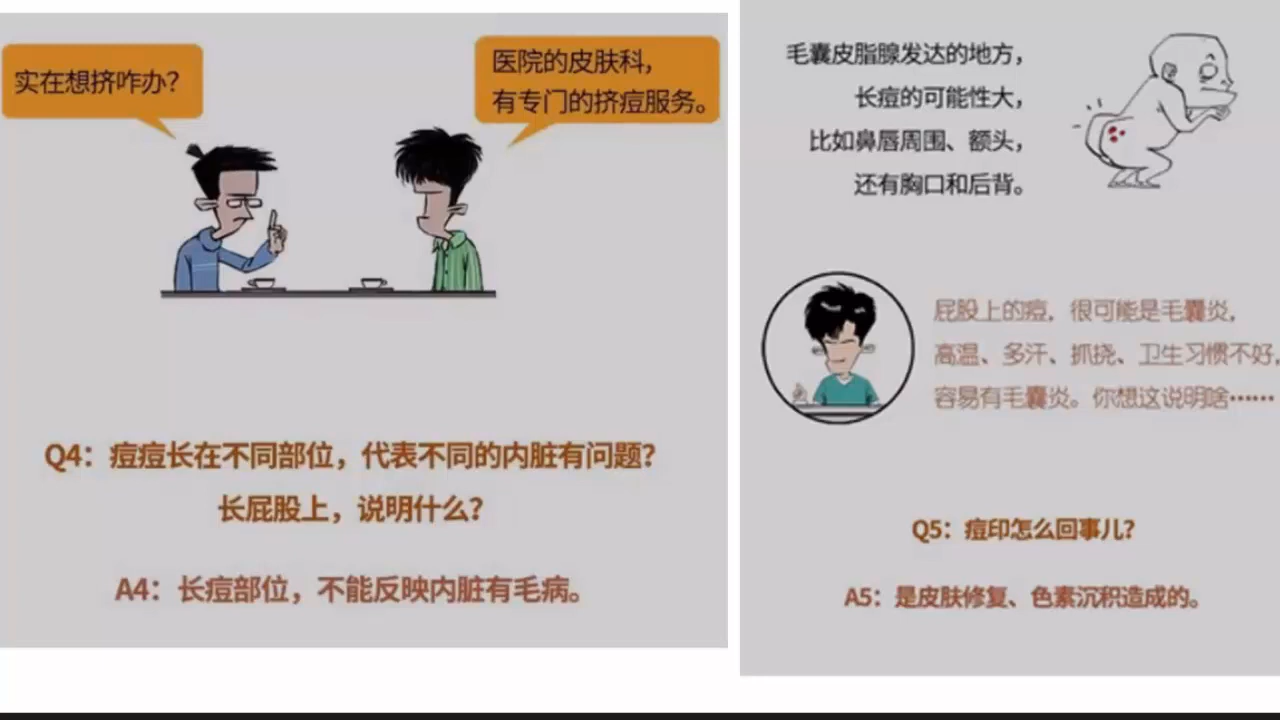 实在想挤咋办？
医院的皮肤科，
有专门的挤痘服务。
Q4：痘痘长在不同部位，代表不同的内脏有问题？
长屁股上，说明什么？
A4：长痘部位，不能反映内脏有毛病。
毛囊皮脂腺发达的地方，
长痘的可能性大，
比如鼻唇周围、额头，
还有胸口和后背。
屁股上的痘，很可能是毛囊炎，
高温、多汗、抓挠、卫生习惯不好，
容易有毛囊炎。你想这说明啥……
Q5：痘印怎么回事儿？
A5：是皮肤修复、色素沉积造成的。